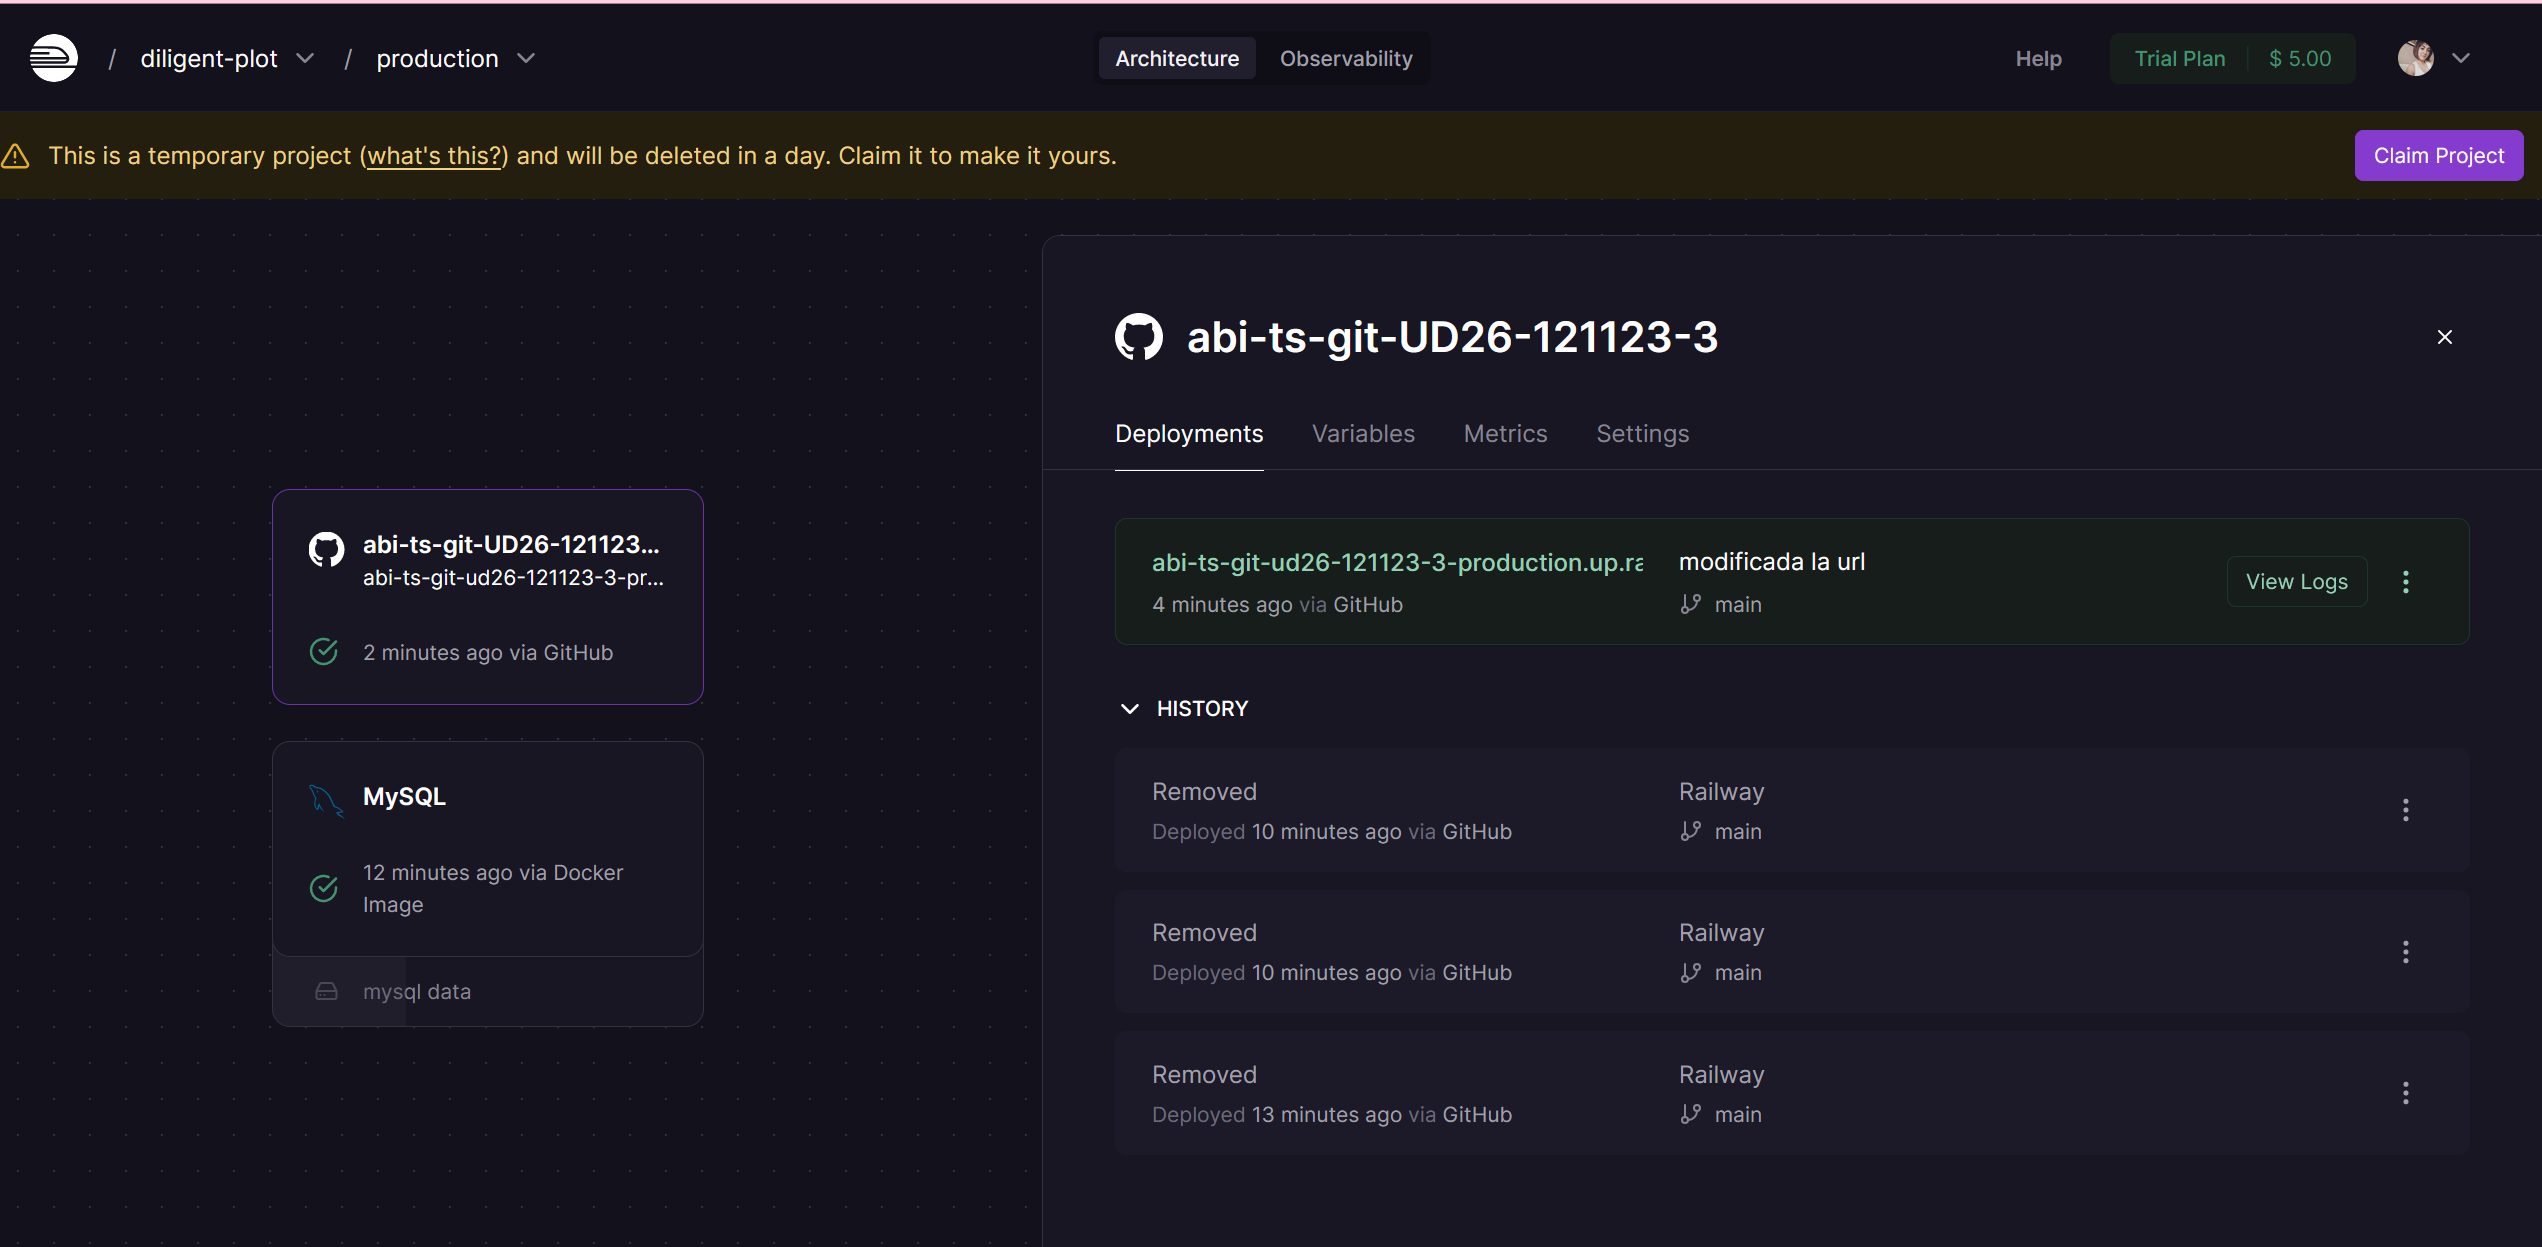 / diligent-plot / production
Architecture Observability
Help Trial Plan $ 5.00
This is a temporary project (what's this?) and will be deleted in a day. Claim it to make it yours.
Claim Project
abi-ts-git-UD26-121123...
abi-ts-git-ud26-121123-3-pr...
2 minutes ago via GitHub
MySQL
12 minutes ago via Docker
Image
mysql data
abi-ts-git-UD26-121123-3
Deployments Variables Metrics Settings
abi-ts-git-ud26-121123-3-production.up.ra modificada la url
4 minutes ago via GitHub main
View Logs
HISTORY
Removed Railway
Deployed 10 minutes ago via GitHub main
Removed Railway
Deployed 10 minutes ago via GitHub main
Removed Railway
Deployed 13 minutes ago via GitHub main